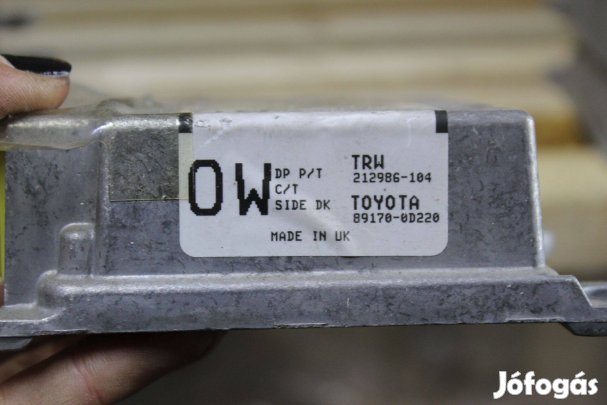 OW
DP P/T
C/T
SIDE DK
TRW
212986-104
TOYOTA
89170-0D220
MADE IN UK
Jófogás